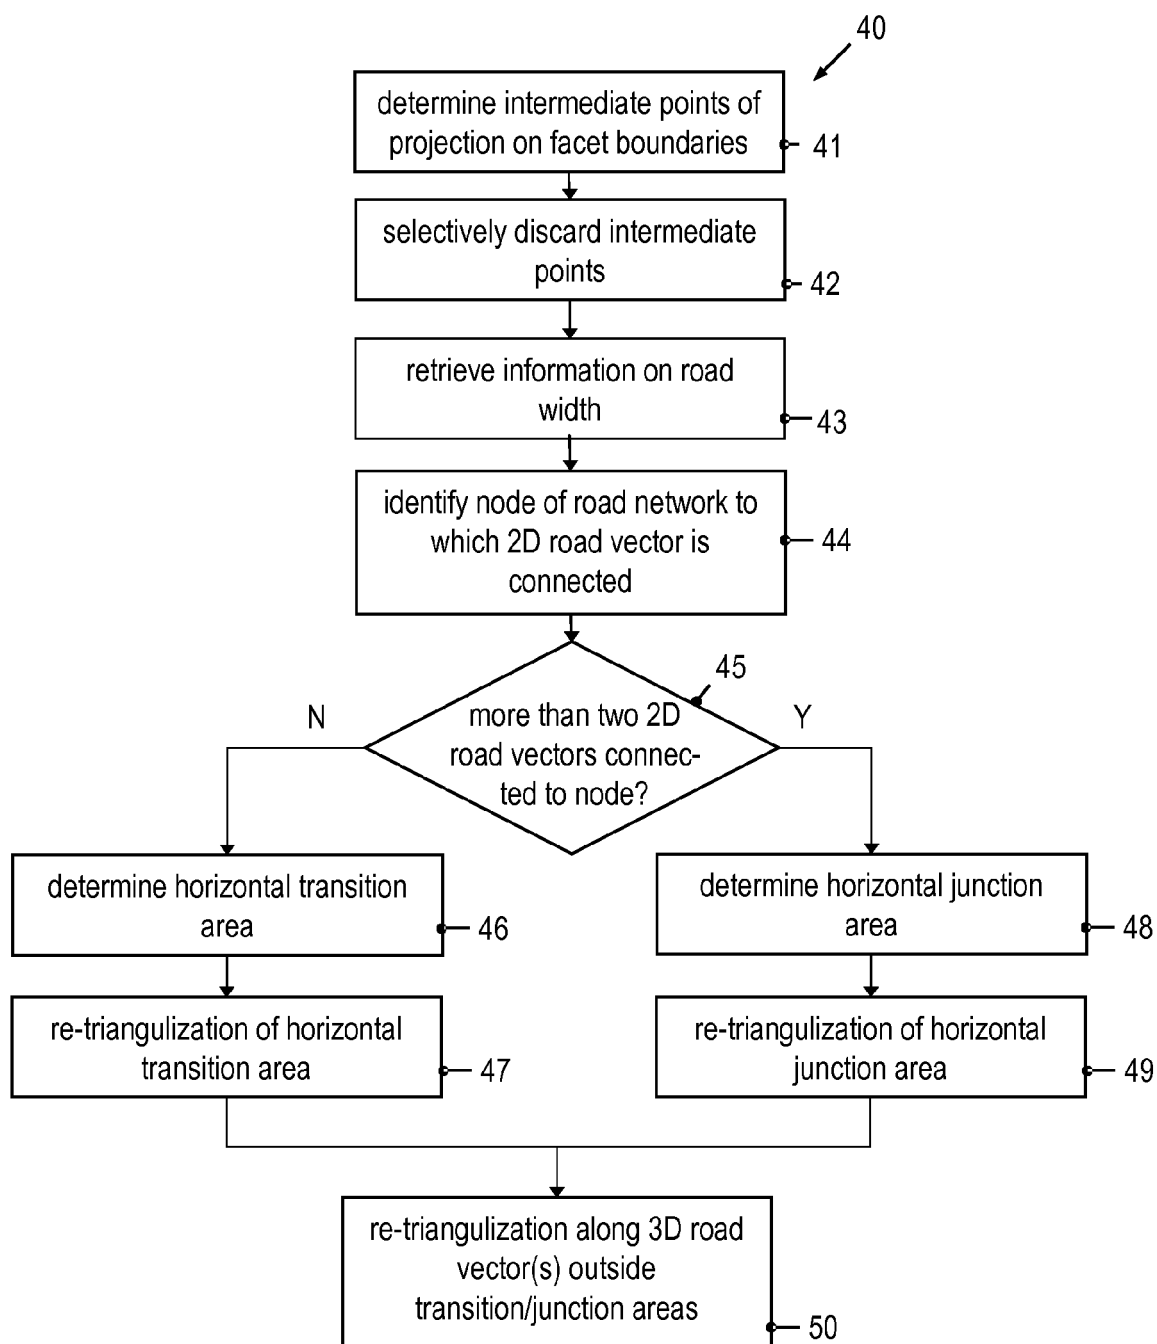 40
determine intermediate points of
projection on facet boundaries
41
selectively discard intermediate
points
42
retrieve information on road
width
43
identify node of road network to
which 2D road vector is
connected
44
45
N
Y
more than two 2D
road vectors connec-
ted to node?
determine horizontal transition
area
46
determine horizontal junction
area
48
re-triangulization of horizontal
transition area
47
re-triangulization of horizontal
junction area
49
re-triangulization along 3D road
vector(s) outside
transition/junction areas
50